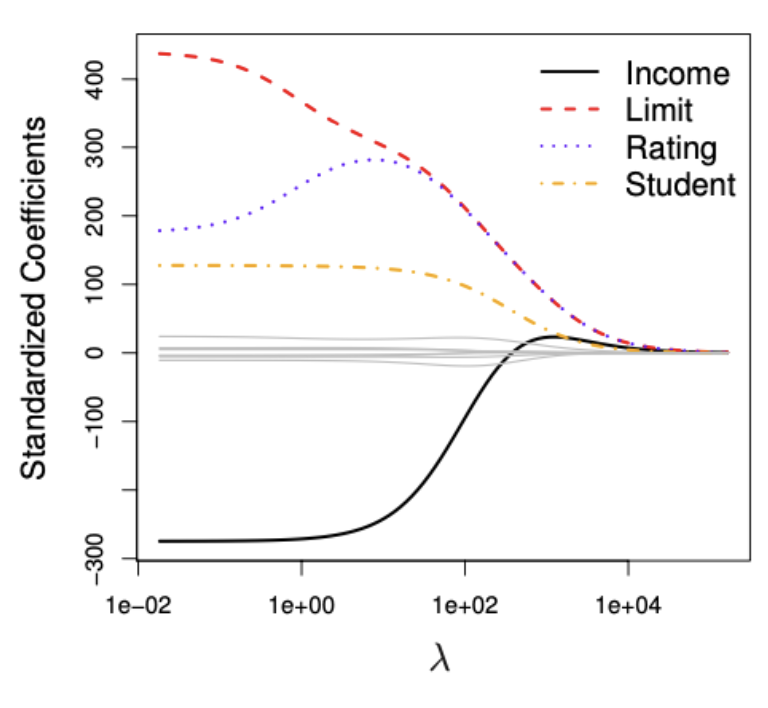 Standardized Coefficients
400
300
200
100
0
−100
−300
Income
Limit
Rating
Student
1e−02 1e+00 1e+02 1e+04
λ